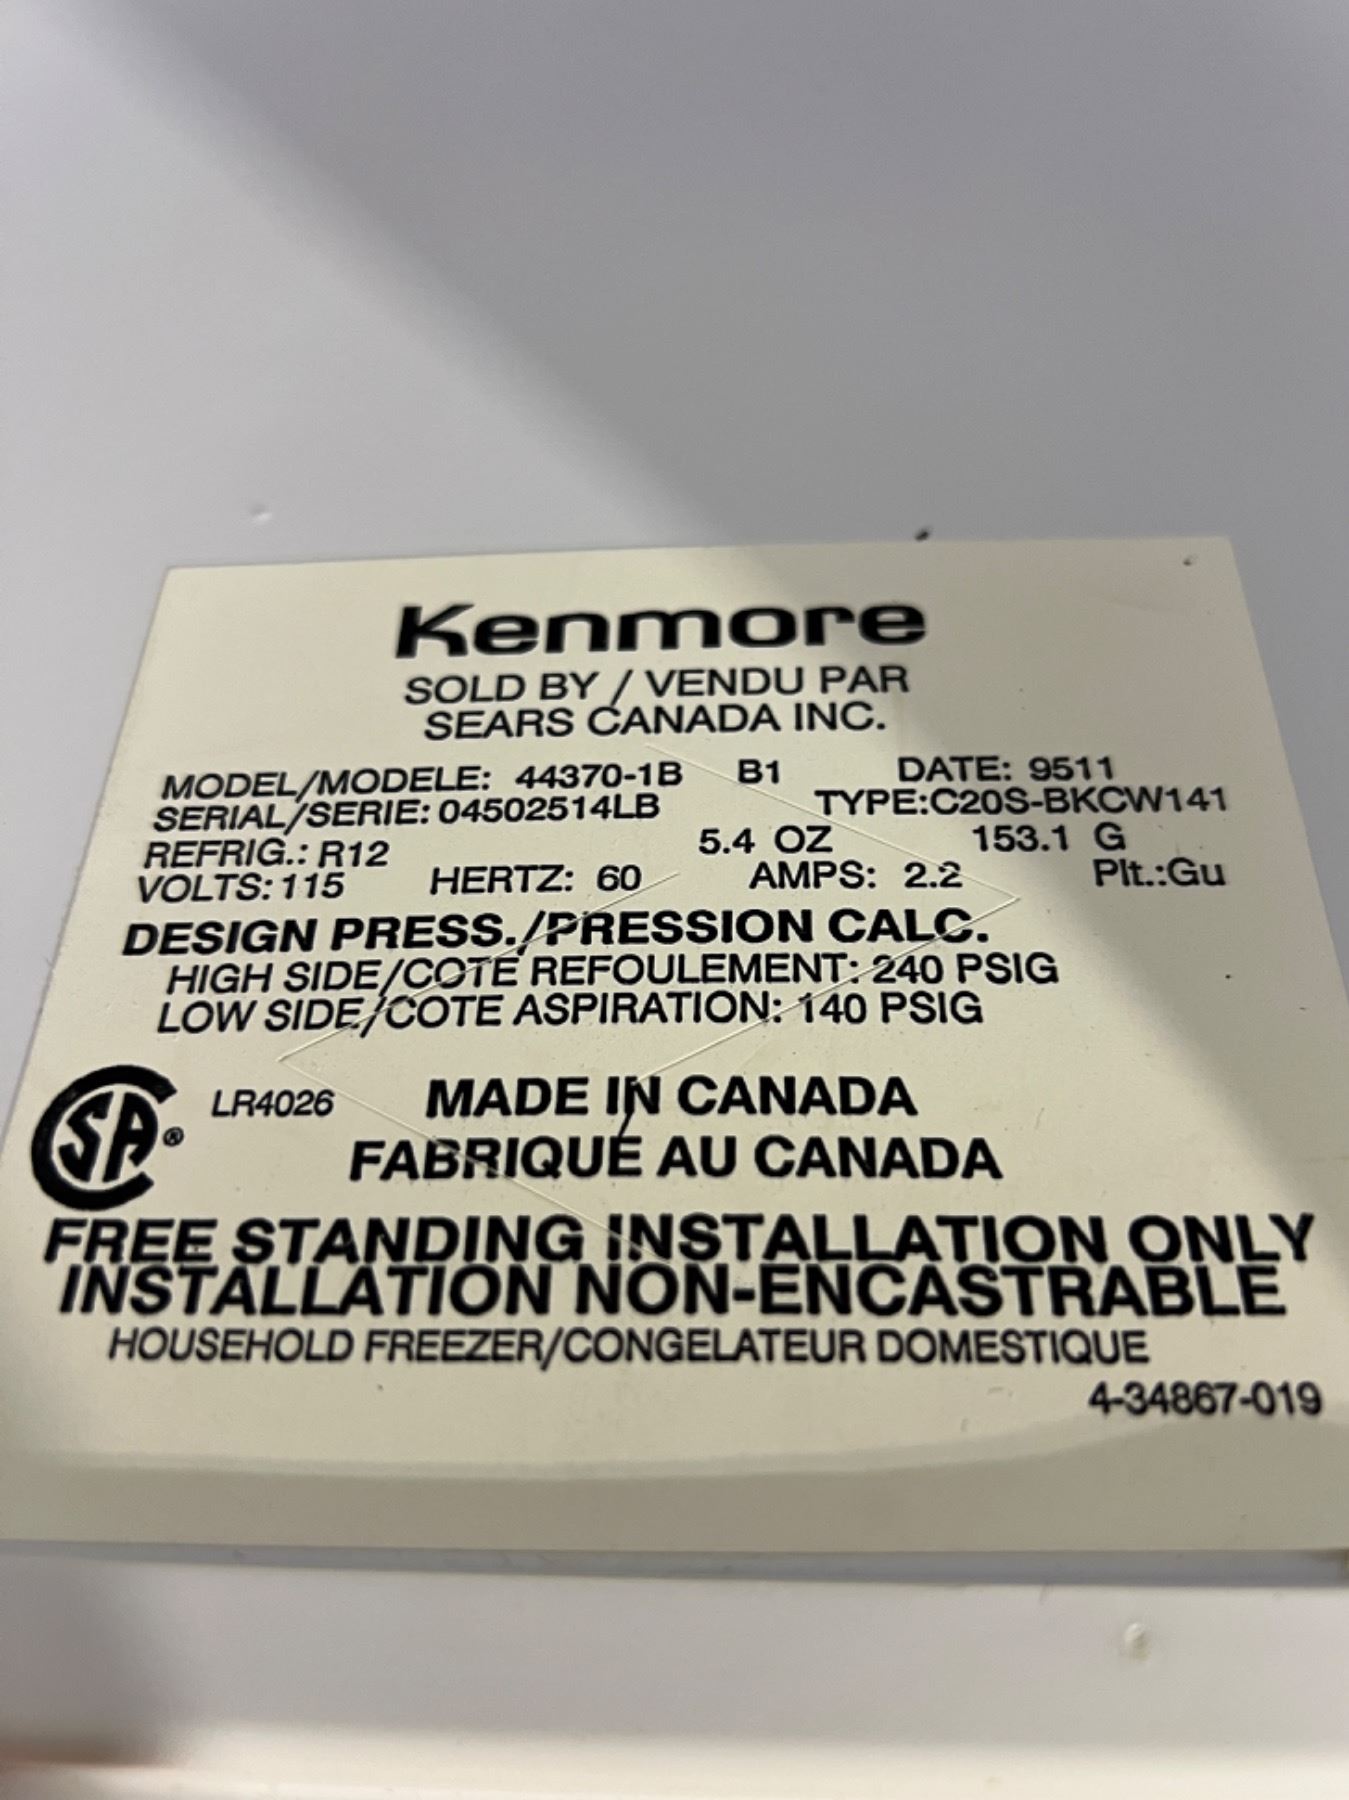 Kenmore
SOLD BY / VENDU PAR
SEARS CANADA INC.
MODEL/MODELE: 44370-1B B1 DATE: 9511
SERIAL/SERIE: 04502514LB TYPE:C20S-BKCW141
REFRIG.: R12 5.4 OZ 153.1 G
VOLTS: 115 HERTZ: 60 AMPS: 2.2 Plt.:Gu
DESIGN PRESS./PRESSION CALC.
HIGH SIDE/COTE REFOULEMENT: 240 PSIG
LOW SIDE/COTE ASPIRATION: 140 PSIG
CSA® LR4026 MADE IN CANADA
FABRIQUÉ AU CANADA
FREE STANDING INSTALLATION ONLY
INSTALLATION NON-ENCASTRABLE
HOUSEHOLD FREEZER/CONGELATEUR DOMESTIQUE
4-34867-019